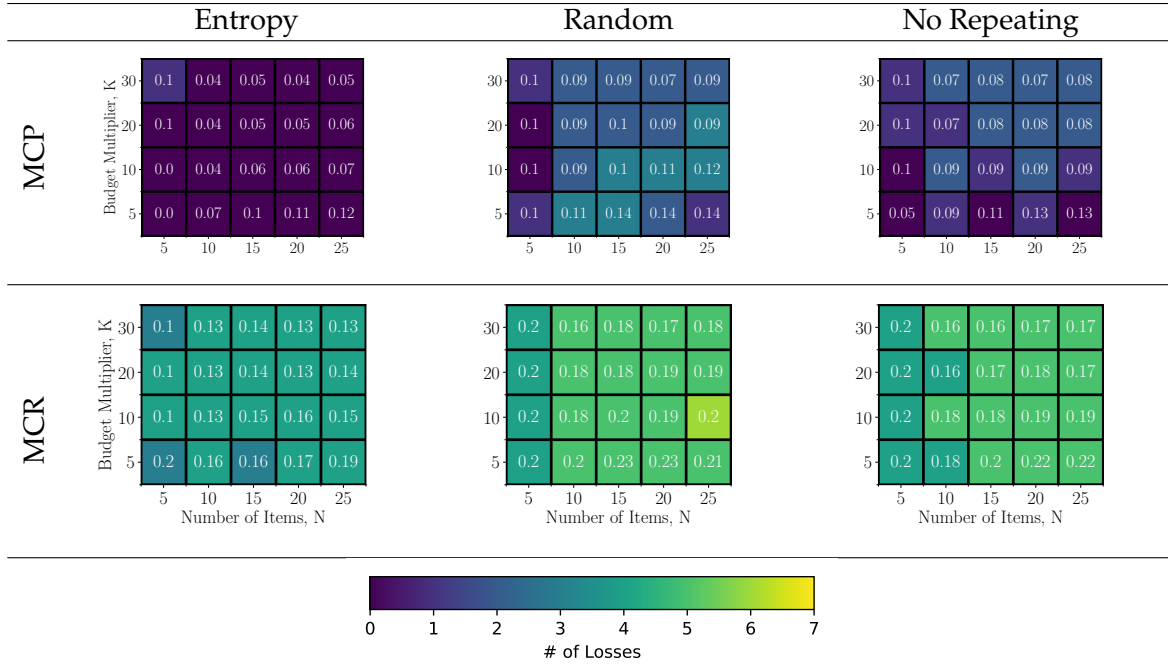 Entropy Random No Repeating
MCP
Budget Multiplier, K
30 0.1 0.04 0.05 0.04 0.05
20 0.1 0.04 0.05 0.05 0.06
10 0.0 0.04 0.06 0.06 0.07
5 0.0 0.07 0.1 0.11 0.12
5 10 15 20 25
30 0.1 0.09 0.09 0.07 0.09
20 0.1 0.09 0.1 0.09 0.09
10 0.1 0.09 0.1 0.11 0.12
5 0.1 0.11 0.14 0.14 0.14
5 10 15 20 25
30 0.1 0.07 0.08 0.07 0.08
20 0.1 0.07 0.08 0.08 0.08
10 0.1 0.09 0.09 0.09 0.09
5 0.05 0.09 0.11 0.13 0.13
5 10 15 20 25
MCR
Budget Multiplier, K
30 0.1 0.13 0.14 0.13 0.13
20 0.1 0.13 0.14 0.13 0.14
10 0.1 0.13 0.15 0.16 0.15
5 0.2 0.16 0.16 0.17 0.19
5 10 15 20 25
Number of Items, N
30 0.2 0.16 0.18 0.17 0.18
20 0.2 0.18 0.18 0.19 0.19
10 0.2 0.18 0.2 0.19 0.2
5 0.2 0.2 0.23 0.23 0.21
5 10 15 20 25
Number of Items, N
30 0.2 0.16 0.16 0.17 0.17
20 0.2 0.16 0.17 0.18 0.17
10 0.2 0.18 0.18 0.19 0.19
5 0.2 0.18 0.2 0.22 0.22
5 10 15 20 25
Number of Items, N
0 1 2 3 4 5 6 7
# of Losses